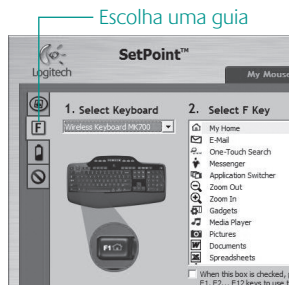 Escolha uma guia
Logitech
SetPoint™
My Mouse
F
1. Select Keyboard
Wireless Keyboard MK700
F1
2. Select F Key
My Home
E-Mail
One-Touch Search
Messenger
Application Switcher
Zoom Out
Zoom In
Gadgets
Media Player
Pictures
Documents
Spreadsheets
When this box is checked,
F1, F2,... F12 keys to use